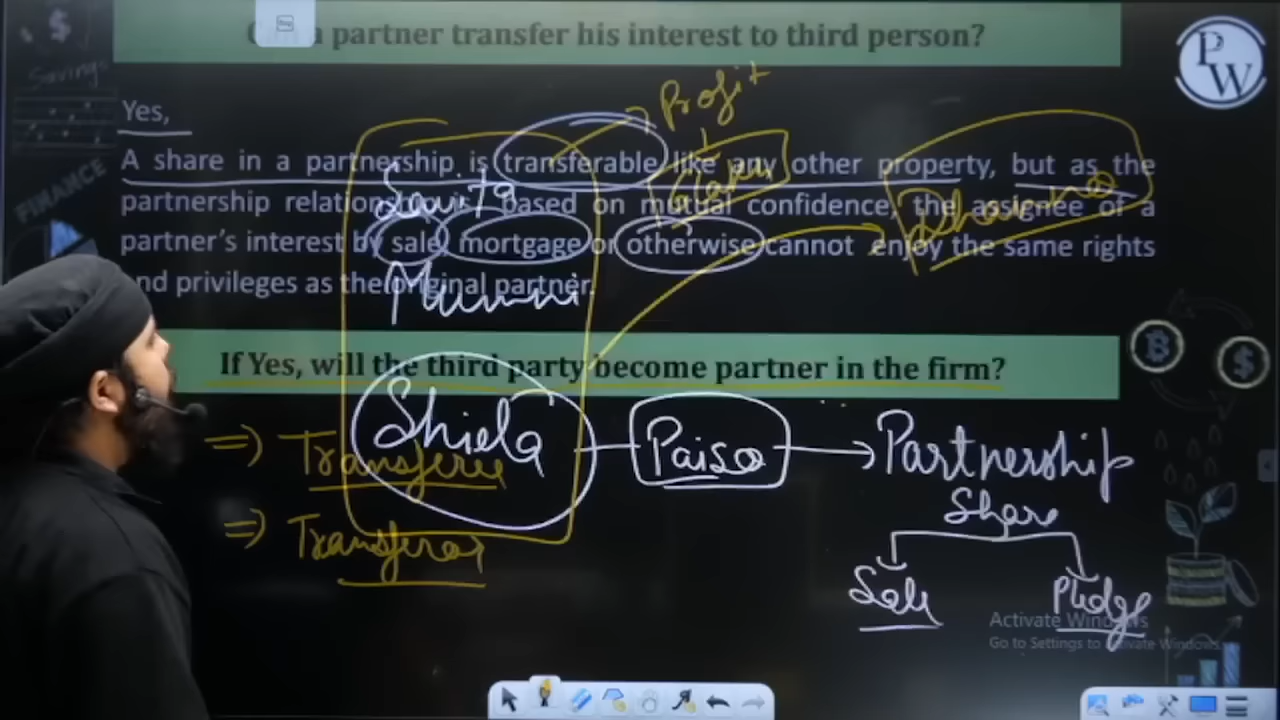 a partner transfer his interest to third person?
PW
Savings
Yes,
Profit
A share in a partnership is transferable like any other property, but as the
FINANCE
partnership relation is based on mutual confidence, the assignee of a
partner's interest by sale, mortgage or otherwise cannot enjoy the same rights
and privileges as the original partner.
If Yes, will the third party become partner in the firm?
Shiela
Paisa
Partnership
Share
=) Transferee
=) Transferor
Sale
Pledge
Activate Windows
Go to Settings to activate Windows.